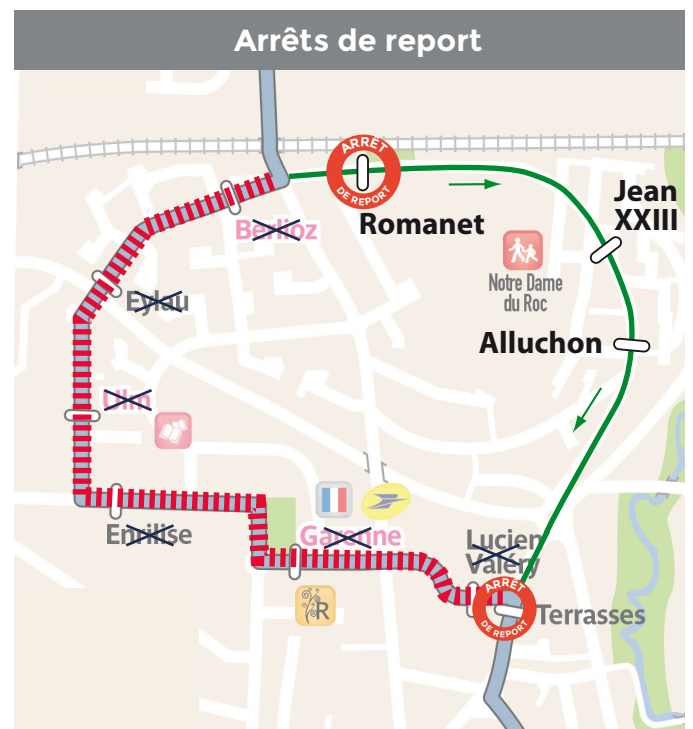 Arrêts de report
ARRÊT
DE REPORT
Romanet
Jean
XXIII
Berlioz
Notre Dame
du Roc
Eylau
Alluchon
Ulm
Enrilise
Garenne
Lucien
Valéry
R
ARRÊT
DE REPORT
Terrasses